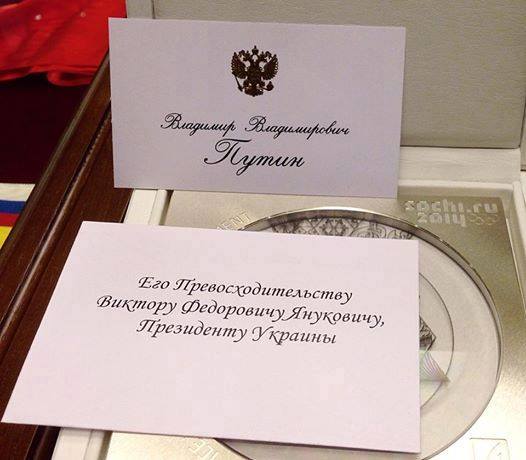 Владимир Владимирович
Путин
sochi.ru
2014
Его Превосходительству
Виктору Федоровичу Януковичу,
Президенту Украины